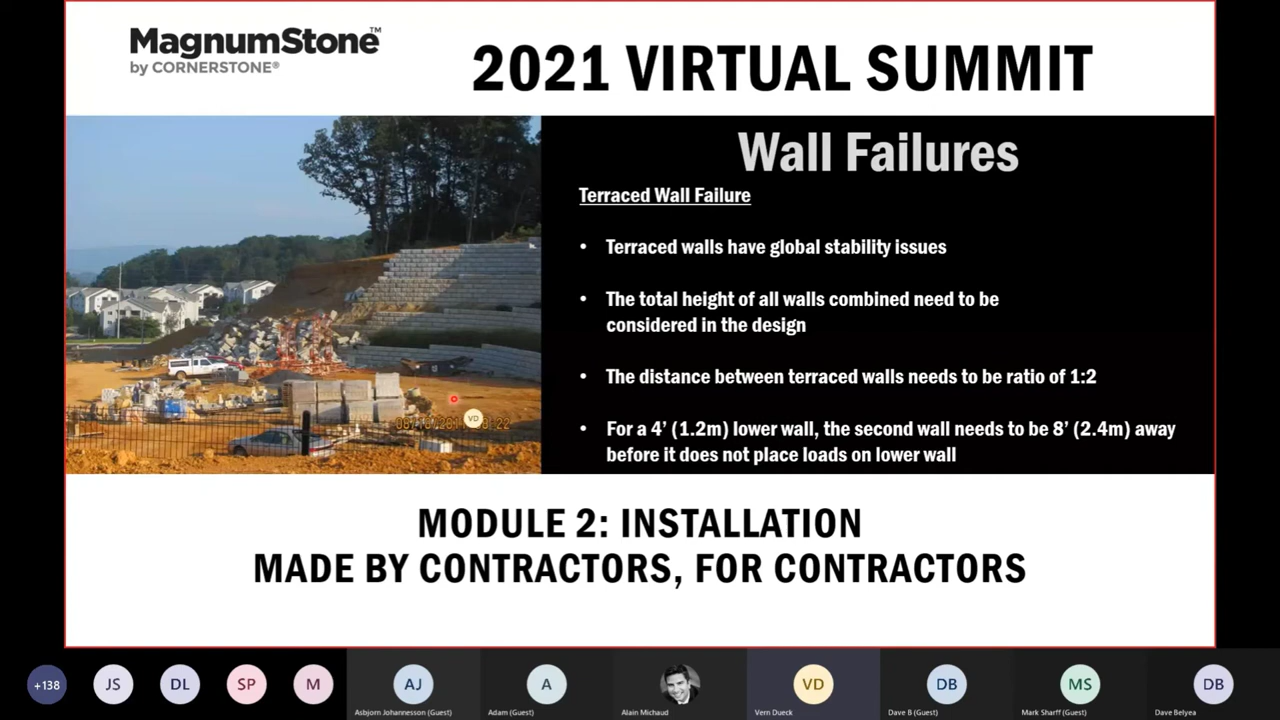 MagnumStone™
by CORNERSTONE®
2021 VIRTUAL SUMMIT
Wall Failures
Terraced Wall Failure
• Terraced walls have global stability issues
• The total height of all walls combined need to be
considered in the design
• The distance between terraced walls needs to be ratio of 1:2
• For a 4’ (1.2m) lower wall, the second wall needs to be 8’ (2.4m) away
before it does not place loads on lower wall
VD
MODULE 2: INSTALLATION
MADE BY CONTRACTORS, FOR CONTRACTORS
+138
JS
DL
SP
M
AJ
A
VD
DB
MS
DB
Asbjorn Johannesson (Guest)
Adam (Guest)
Alain Michaud
Vern Dueck
Dave B (Guest)
Mark Sharff (Guest)
Dave Belyea